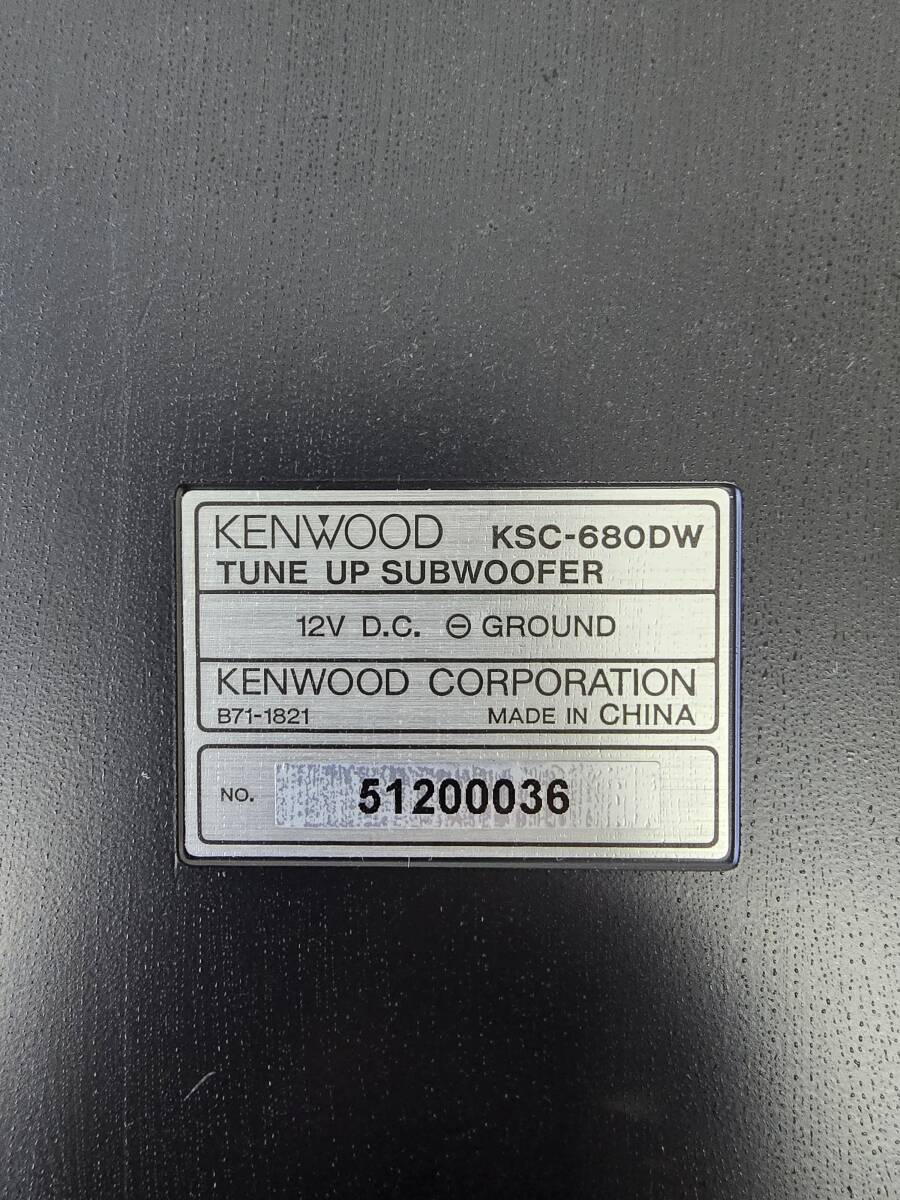 KENWOOD KSC-680DW
TUNE UP SUBWOOFER
12V D.C. ⊖ GROUND
KENWOOD CORPORATION
B71-1821 MADE IN CHINA
NO. 51200036